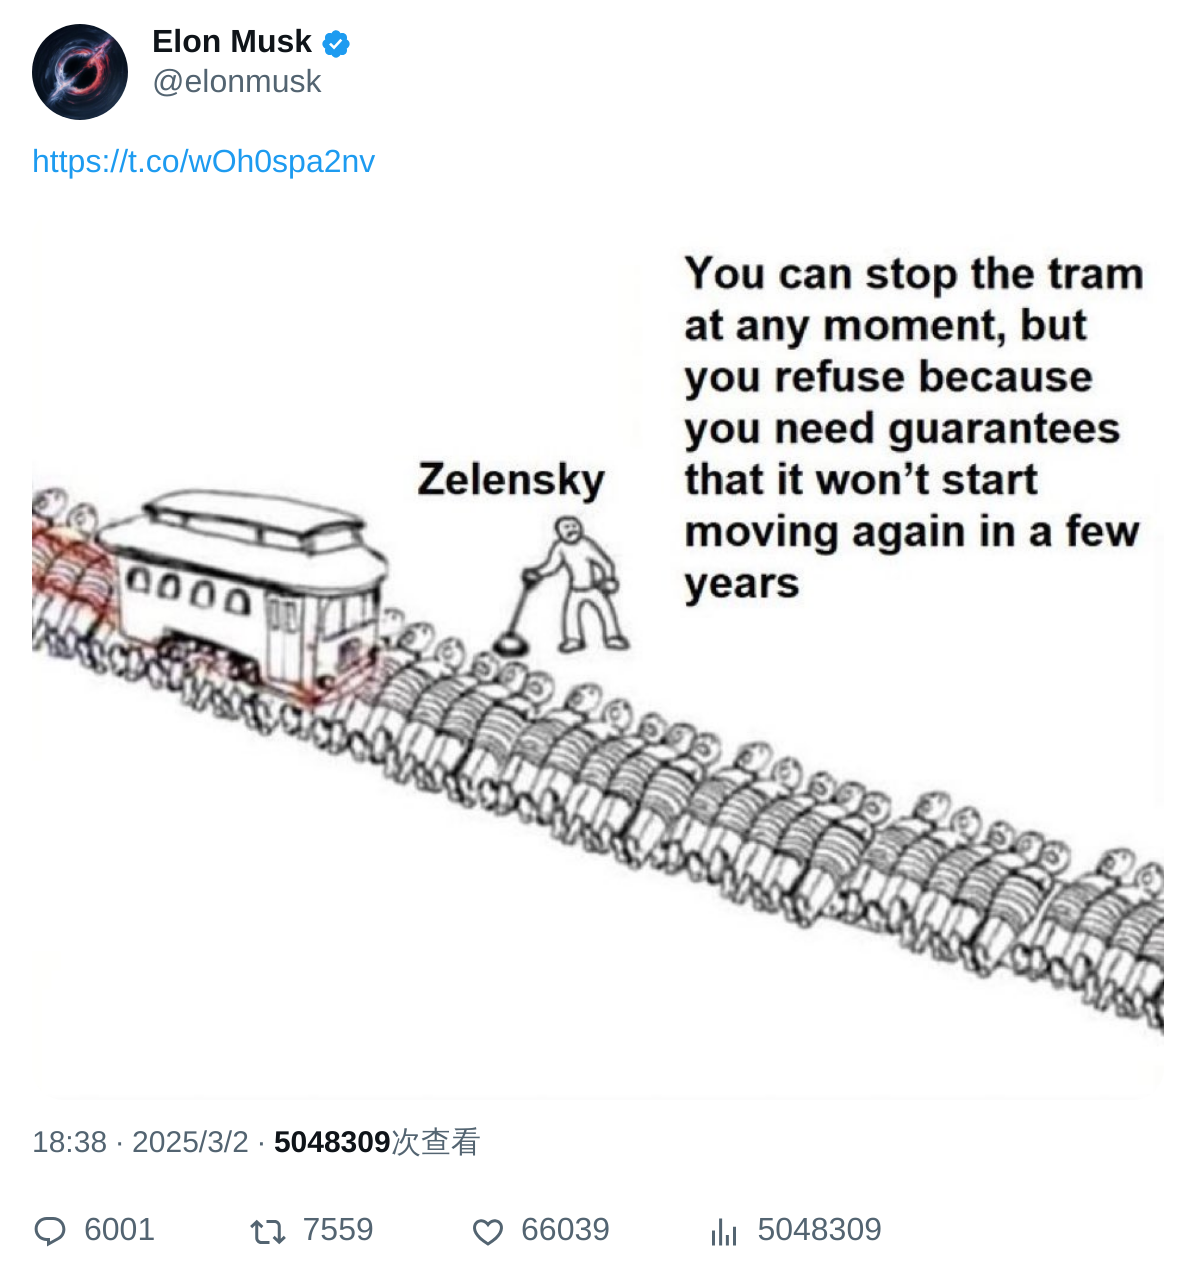 Elon Musk
@elonmusk
https://t.co/wOh0spa2nv
You can stop the tram
at any moment, but
you refuse because
you need guarantees
that it won’t start
moving again in a few
years
Zelensky
18:38 · 2025/3/2 · 5048309次查看
6001 7559 66039 5048309